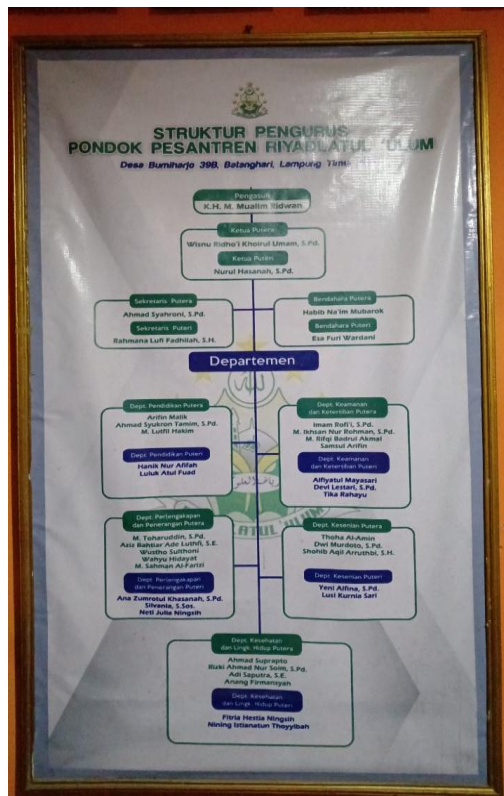 STRUKTUR PENGURUS
PONDOK PESANTREN RIYADLATUL 'ULUM
Desa Bumiharjo 39B, Batanghari, Lampung Timur
Pengasuh
K.H. M. Mualim Ridwan
Ketua Putera
Wisnu Ridho'i Khoirul Umam, S.Pd.
Ketua Puteri
Nurul Hasanah, S.Pd.
Sekretaris Putera
Ahmad Syahroni, S.Pd.
Sekretaris Puteri
Rahmana Lufi Fadhilah, S.H.
Bendahara Putera
Habib Na'im Mubarok
Bendahara Puteri
Esa Furi Wardani
Departemen
Dept. Pendidikan Putera
Arifin Malik
Ahmad Syukron Tamim, S.Pd.
M. Lutfil Hakim
Dept. Pendidikan Puteri
Hanik Nur Afifah
Luluk Atul Fuad
Dept. Keamanan
dan Ketertiban Putera
Imam Rofi'i, S.Pd.
M. Ikhsan Nur Rohman, S.Pd.
M. Rifqi Badrul Akmal
Samsul Arifin
Dept. Keamanan
dan Ketertiban Puteri
Alfiyatul Mayasari
Devi Lestari, S.Pd.
Tika Rahayu
Dept. Perlengkapan
dan Penerangan Putera
M. Toharuddin, S.Pd.
Aziz Bahtiar Ade Luthfi, S.E.
Wustho Sulthoni
Wahyu Hidayat
M. Sahman Al-Farizi
Dept. Perlengkapan
dan Penerangan Puteri
Ana Zumrotul Khasanah, S.Pd.
Silvania, S.Sos.
Neti Julia Ningsih
Dept. Kesenian Putera
Thoha Al-Amin
Dwi Murdoto, S.Pd.
Shohib Aqil Arruthbi, S.H.
Dept. Kesenian Puteri
Yeni Alfina, S.Pd.
Lusi Kurnia Sari
ATUL 'ULUM
Dept. Kesehatan
dan Lingk. Hidup Putera
Ahmad Suprapto
Rizki Ahmad Nur Soim, S.Pd.
Adi Saputra, S.E.
Anang Firmansyah
Dept. Kesehatan
dan Lingk. Hidup Puteri
Fitria Hestia Ningsin
Nining Istianatun Thoyyibah